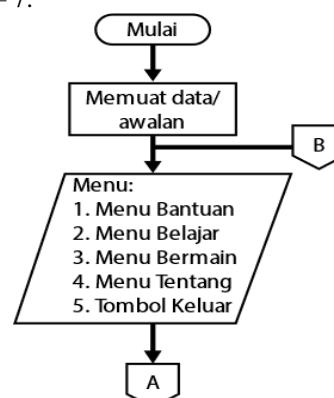 Mulai
Memuat data/
awalan
B
Menu:
1. Menu Bantuan
2. Menu Belajar
3. Menu Bermain
4. Menu Tentang
5. Tombol Keluar
A